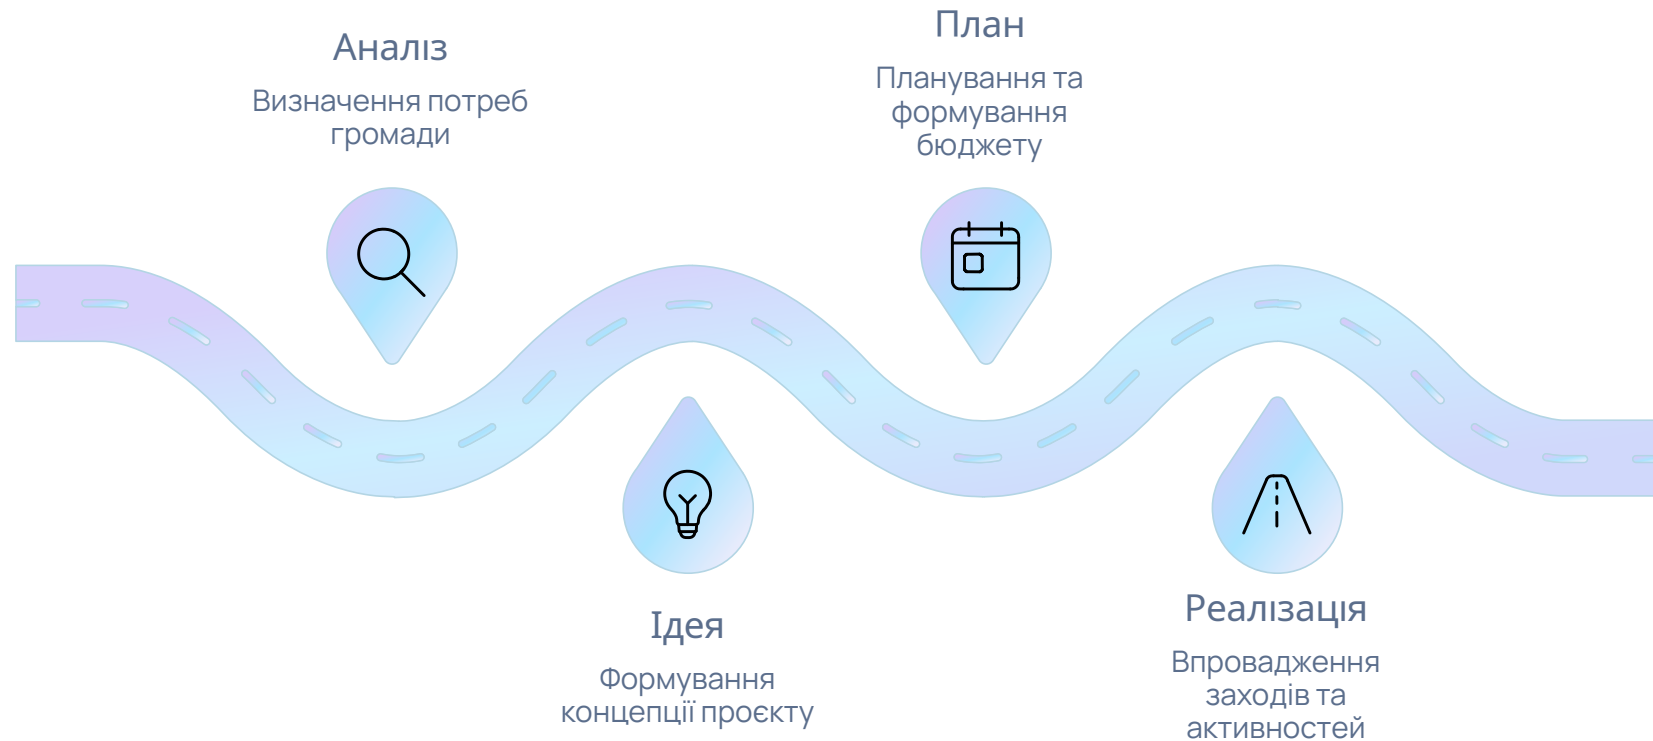 Аналіз
Визначення потреб
громади
Ідея
Формування
концепції проєкту
План
Планування та
формування
бюджету
Реалізація
Впровадження
заходів та
активностей